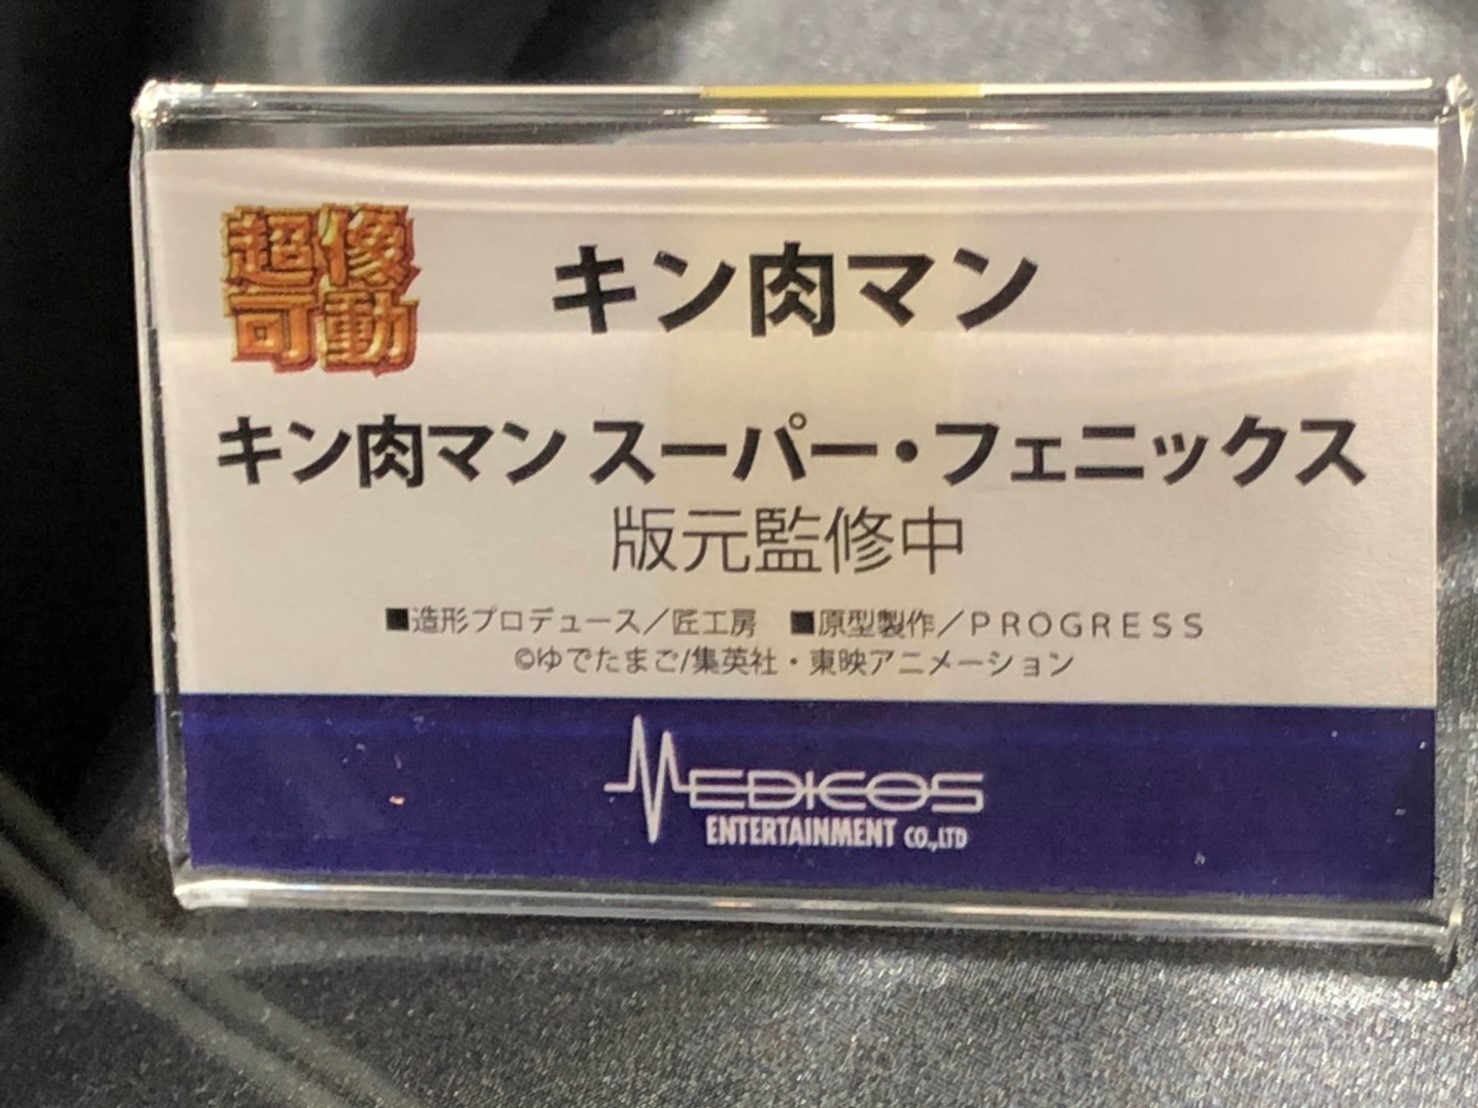 超像
可動
キン肉マン
キン肉マン スーパー・フェニックス
版元監修中
■造形プロデュース／匠工房　■原型製作／ＰＲＯＧＲＥＳＳ
©ゆでたまご/集英社・東映アニメーション
MEDICOS
ENTERTAINMENT CO.,LTD